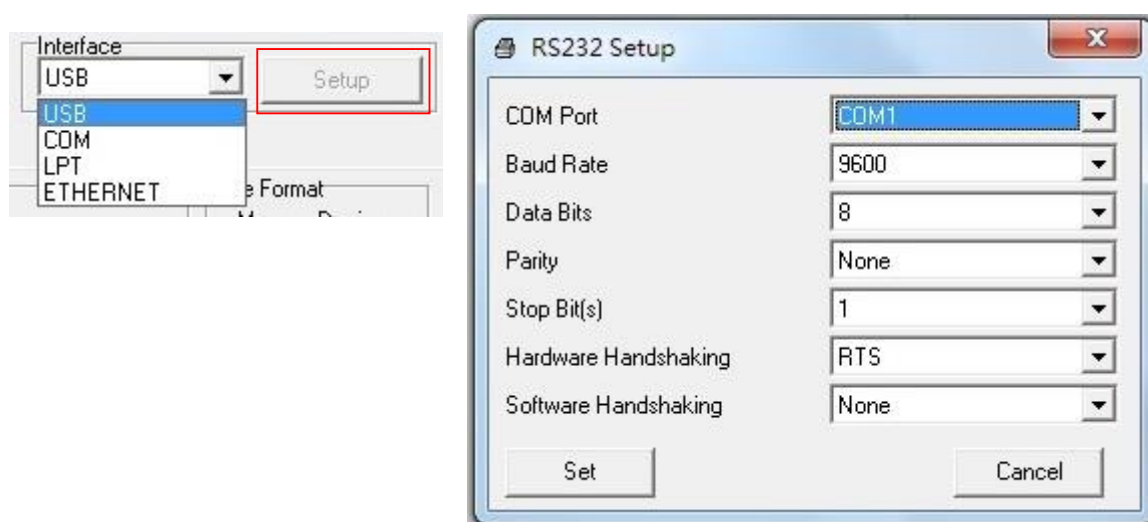 Interface
USB
Setup
USB
COM
LPT
ETHERNET
e Format
RS232 Setup
COM Port COM1
Baud Rate 9600
Data Bits 8
Parity None
Stop Bit(s) 1
Hardware Handshaking RTS
Software Handshaking None
Set Cancel